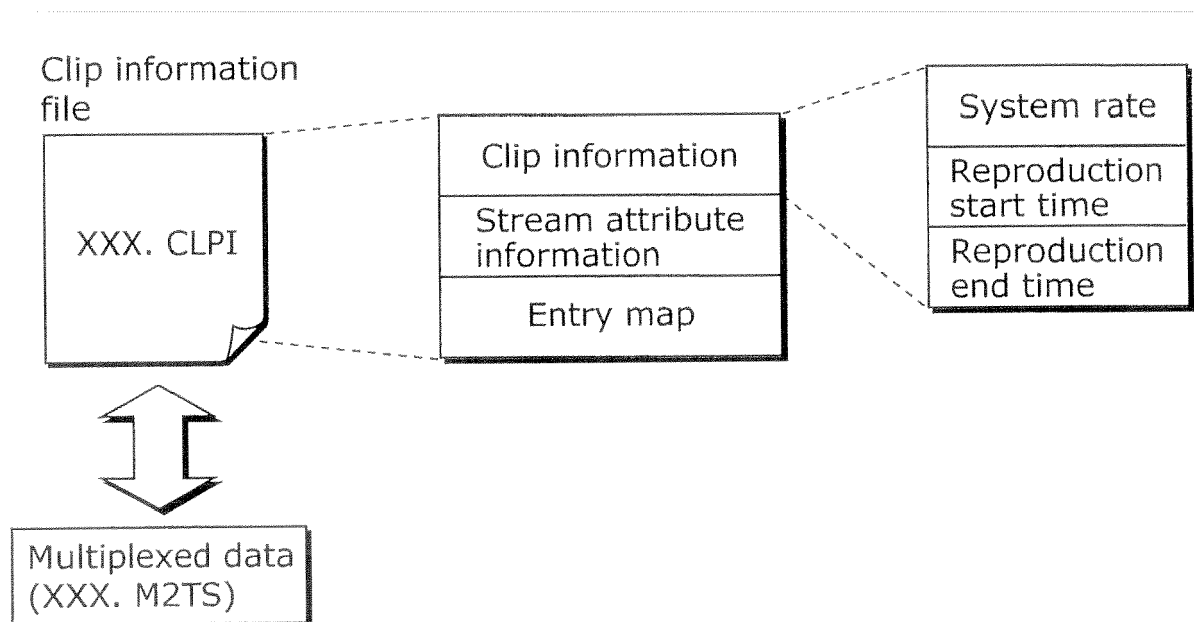 Clip information
file
XXX. CLPI
Multiplexed data
(XXX. M2TS)
Clip information
Stream attribute
information
Entry map
System rate
Reproduction
start time
Reproduction
end time